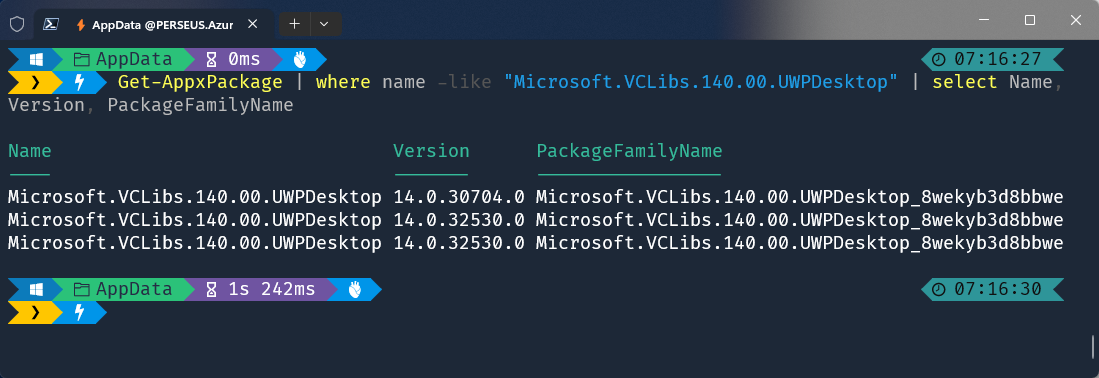 AppData @PERSEUS.Azur
AppData 0ms 07:16:27
❯ Get-AppxPackage | where name -like "Microsoft.VCLibs.140.00.UWPDesktop" | select Name,
Version, PackageFamilyName
Name Version PackageFamilyName
---- ------- -----------------
Microsoft.VCLibs.140.00.UWPDesktop 14.0.30704.0 Microsoft.VCLibs.140.00.UWPDesktop_8wekyb3d8bbwe
Microsoft.VCLibs.140.00.UWPDesktop 14.0.32530.0 Microsoft.VCLibs.140.00.UWPDesktop_8wekyb3d8bbwe
Microsoft.VCLibs.140.00.UWPDesktop 14.0.32530.0 Microsoft.VCLibs.140.00.UWPDesktop_8wekyb3d8bbwe
AppData 1s 242ms 07:16:30
❯